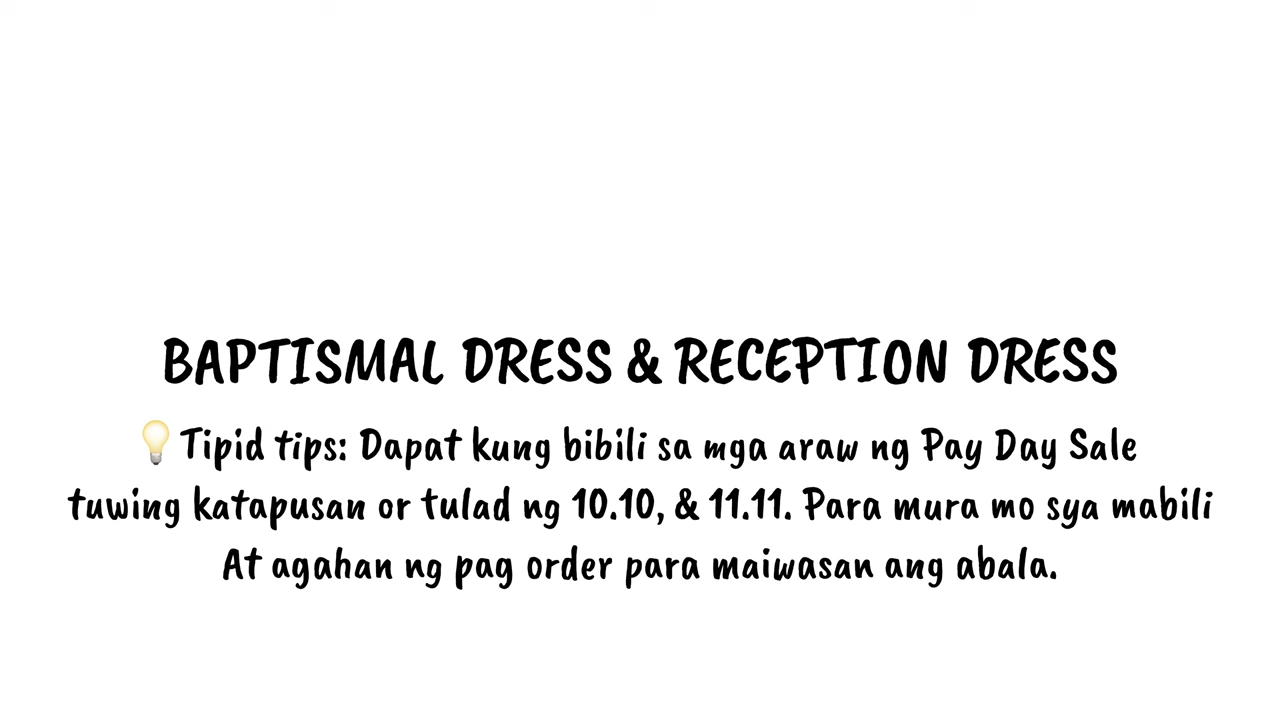 BAPTISMAL DRESS & RECEPTION DRESS
💡 Tipid tips: Dapat kung bibili sa mga araw ng Pay Day Sale
tuwing katapusan or tulad ng 10.10, & 11.11. Para mura mo sya mabili
At agahan ng pag order para maiwasan ang abala.